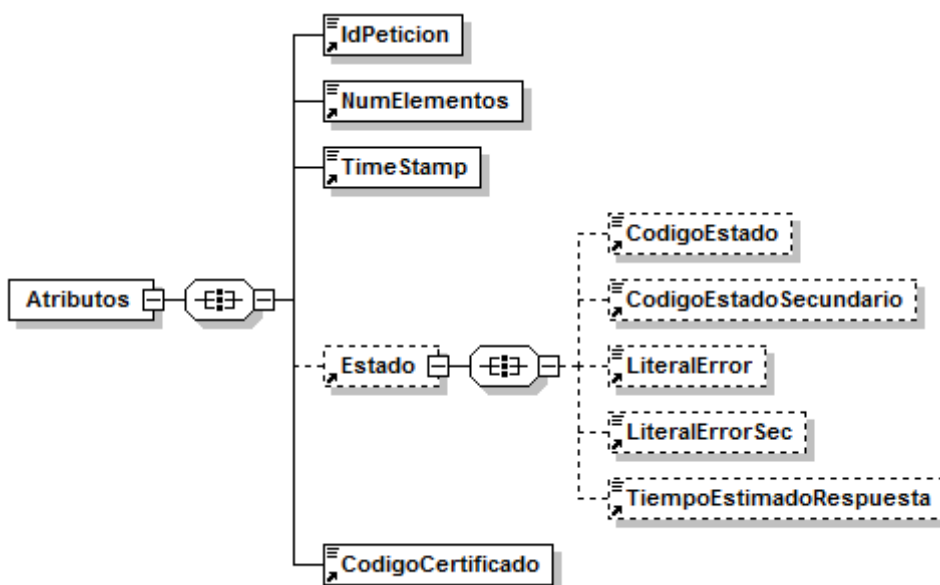 IdPeticion
NumElementos
TimeStamp
CodigoEstado
Atributos
CodigoEstadoSecundario
Estado
LiteralError
LiteralErrorSec
TiempoEstimadoRespuesta
CodigoCertificado